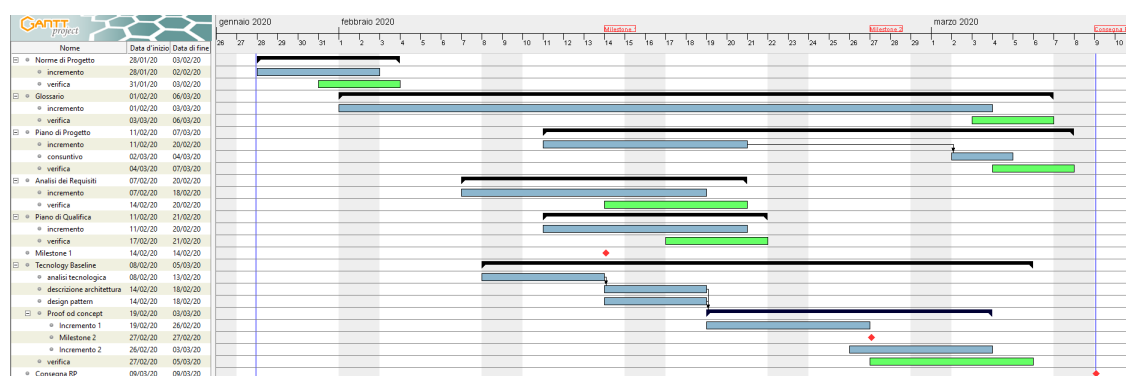 GANTT project
gennaio 2020 febbraio 2020 marzo 2020
Milestone 1 Milestone 2 Consegna
Nome Data d'inizio Data di fine
26 27 28 29 30 31 1 2 3 4 5 6 7 8 9 10 11 12 13 14 15 16 17 18 19 20 21 22 23 24 25 26 27 28 29 1 2 3 4 5 6 7 8 9 10
Norme di Progetto 28/01/20 03/02/20
incremento 28/01/20 02/02/20
verifica 31/01/20 03/02/20
Glossario 01/02/20 06/03/20
incremento 01/02/20 03/03/20
verifica 03/03/20 06/03/20
Piano di Progetto 11/02/20 07/03/20
incremento 11/02/20 20/02/20
consuntivo 02/03/20 04/03/20
verifica 04/03/20 07/03/20
Analisi dei Requisiti 07/02/20 20/02/20
incremento 07/02/20 18/02/20
verifica 14/02/20 20/02/20
Piano di Qualifica 11/02/20 21/02/20
incremento 11/02/20 20/02/20
verifica 17/02/20 21/02/20
Milestone 1 14/02/20 14/02/20
Tecnology Baseline 08/02/20 05/03/20
analisi tecnologica 08/02/20 13/02/20
descrizione architettura 14/02/20 18/02/20
design pattern 14/02/20 18/02/20
Proof od concept 19/02/20 03/03/20
Incremento 1 19/02/20 26/02/20
Milestone 2 27/02/20 27/02/20
Incremento 2 26/02/20 03/03/20
verifica 27/02/20 05/03/20
Consegna RP 09/03/20 09/03/20